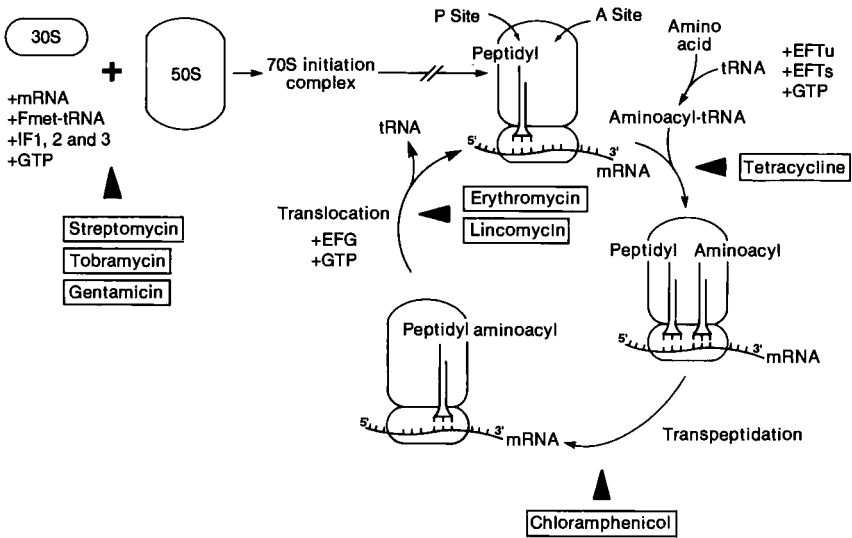 30S
+
50S
+mRNA
+Fmet-tRNA
+IF1, 2 and 3
+GTP
Streptomycin
Tobramycin
Gentamicin
70S initiation
complex
P Site
A Site
Peptidyl
5'
3'
mRNA
Amino
acid
tRNA
+EFTu
+EFTs
+GTP
Aminoacyl-tRNA
Tetracycline
Peptidyl Aminoacyl
5'
3'
mRNA
Transpeptidation
Chloramphenicol
Peptidyl aminoacyl
5'
3'
mRNA
Translocation
+EFG
+GTP
tRNA
Erythromycin
Lincomycin